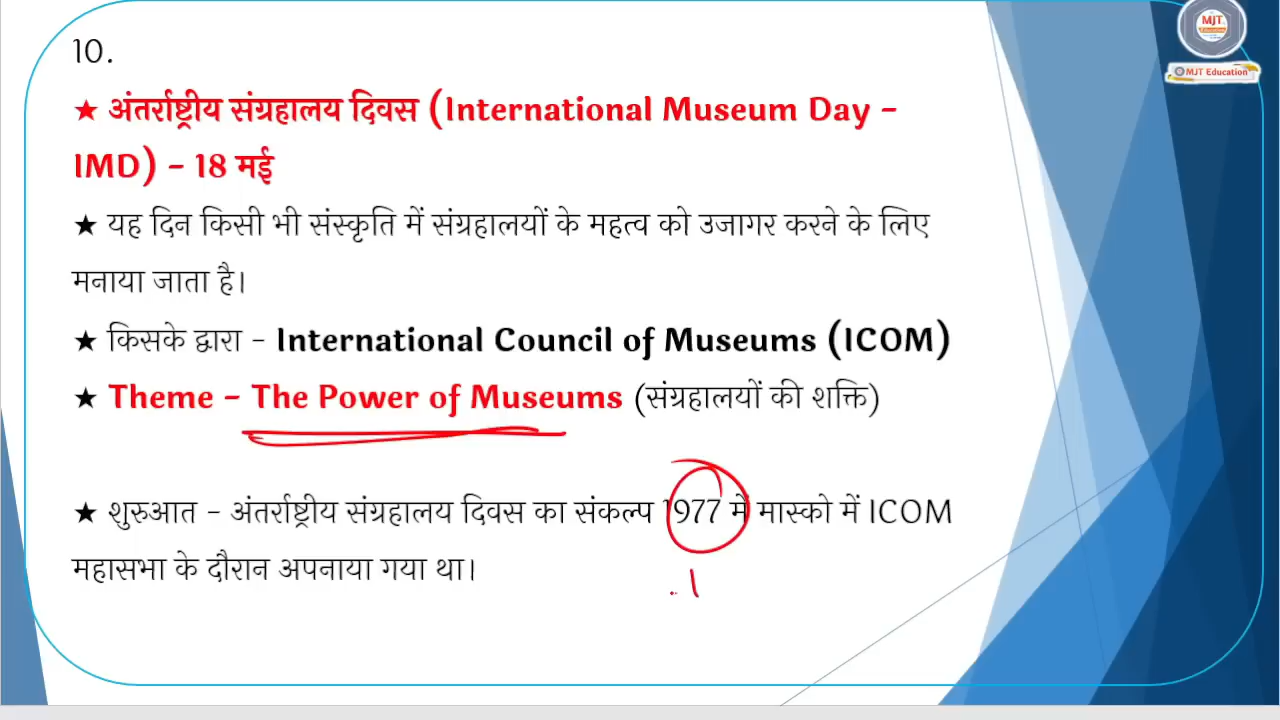 10.
MJT
MJT Education
★ अंतर्राष्ट्रीय संग्रहालय दिवस (International Museum Day -
IMD) - 18 मई
★ यह दिन किसी भी संस्कृति में संग्रहालयों के महत्व को उजागर करने के लिए
मनाया जाता है।
★ किसके द्वारा - International Council of Museums (ICOM)
★ Theme - The Power of Museums (संग्रहालयों की शक्ति)
★ शुरुआत - अंतर्राष्ट्रीय संग्रहालय दिवस का संकल्प 1977 में मास्को में ICOM
महासभा के दौरान अपनाया गया था।